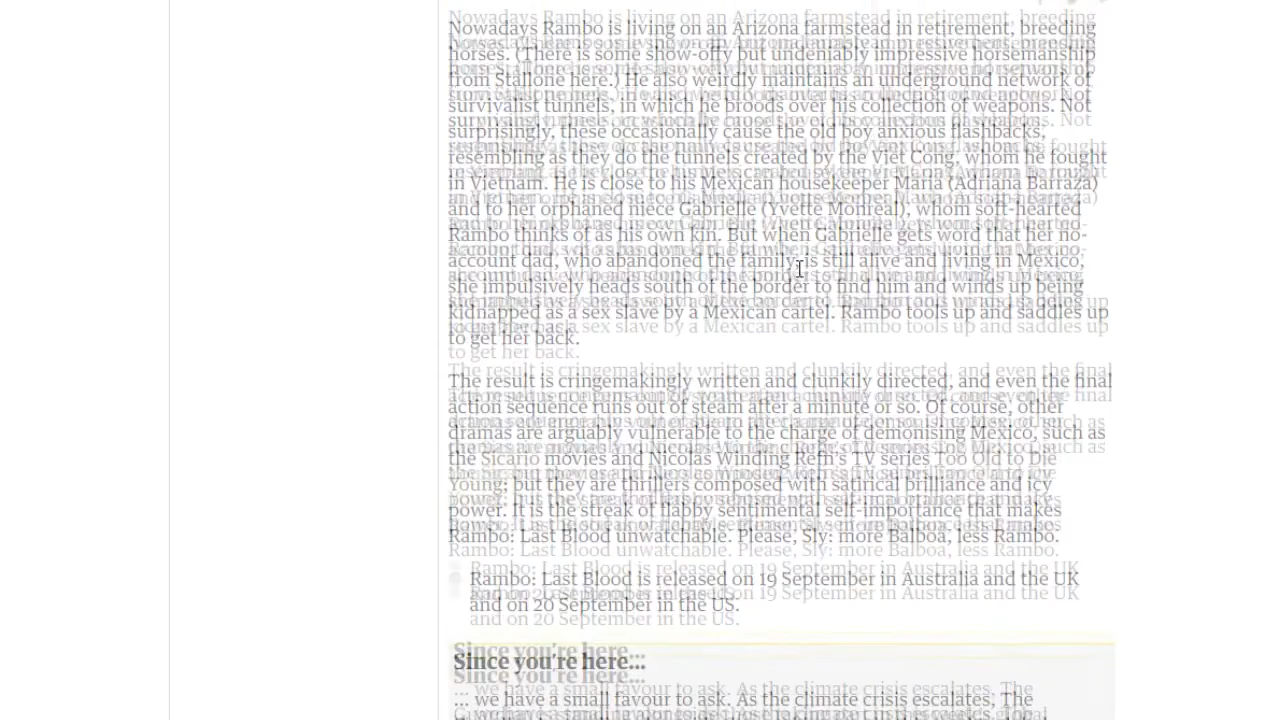 Nowadays Rambo is living on an Arizona farmstead in retirement, breeding
horses. (There is some show-offy but undeniably impressive horsemanship
from Stallone here.) He also weirdly maintains an underground network of
survivalist tunnels, in which he broods over his collection of weapons. Not
surprisingly, these occasionally cause the old boy anxious flashbacks,
resembling as they do the tunnels created by the Viet Cong, whom he fought
in Vietnam. He is close to his Mexican housekeeper Maria (Adriana Barraza)
and to her orphaned niece Gabrielle (Yvette Monreal), whom soft-hearted
Rambo thinks of as his own kin. But when Gabrielle gets word that her no-
account dad, who abandoned the family, is still alive and living in Mexico,
she impulsively heads south of the border to find him and winds up being
kidnapped as a sex slave by a Mexican cartel. Rambo tools up and saddles up
to get her back.
The result is cringemakingly written and clunkily directed, and even the final
action sequence runs out of steam after a minute or so. Of course, other
dramas are arguably vulnerable to the charge of demonising Mexico, such as
the Sicario movies and Nicolas Winding Refn's TV series Too Old to Die
Young; but they are thrillers composed with satirical brilliance and icy
power. It is the streak of flabby sentimental self-importance that makes
Rambo: Last Blood unwatchable. Please, Sly: more Balboa, less Rambo.
Rambo: Last Blood is released on 19 September in Australia and the UK
and on 20 September in the US.
Since you're here...
... we have a small favour to ask. As the climate crisis escalates, The